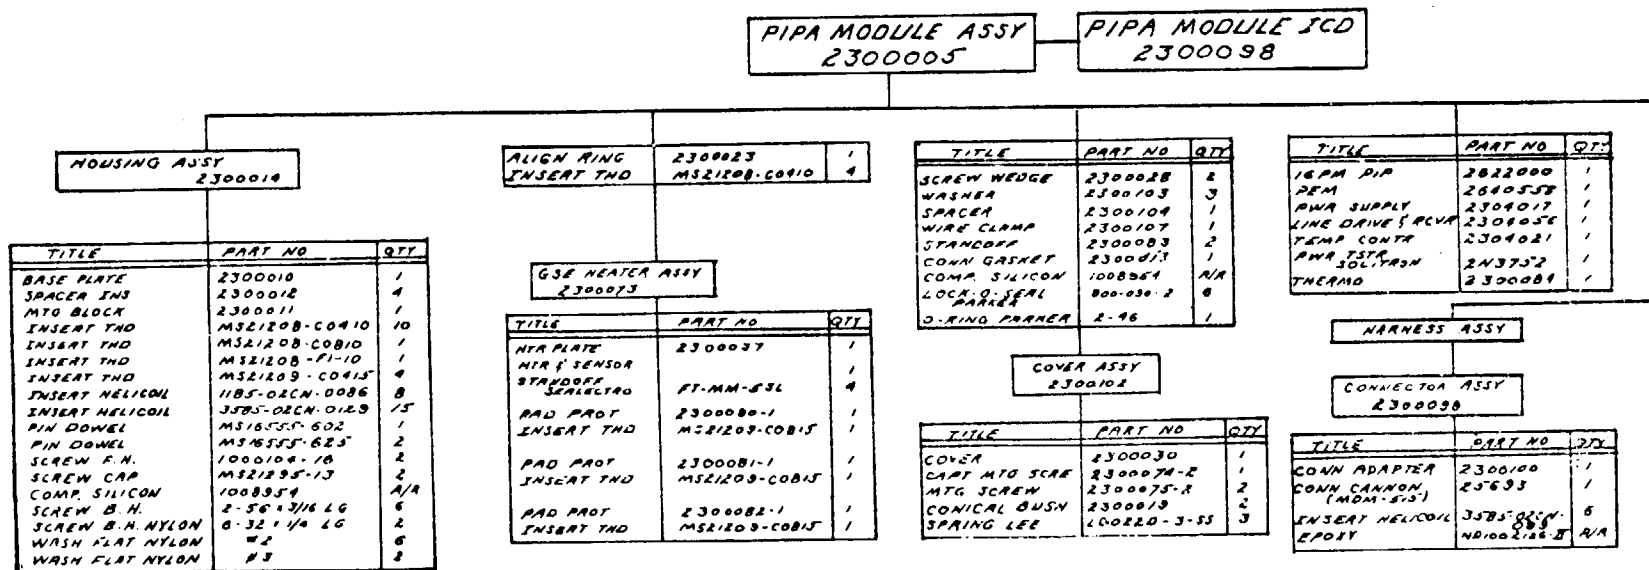 PIPA MODULE ASSY
2300005
PIPA MODULE ICD
2300098
HOUSING ASSY
2300014
TITLE PART NO QTY
BASE PLATE 2300010 1
SPACER INS 2300012 4
MTG BLOCK 2300011 1
INSERT THD MS21208-C0410 10
INSERT THD MS21208-C0810 1
INSERT THD MS21208-F1-10 1
INSERT THD MS21209-C0415 4
INSERT HELICOIL 1185-02CN-0086 8
INSERT HELICOIL 3585-02CN-0129 15
PIN DOWEL MS16555-602 1
PIN DOWEL MS16555-625 2
SCREW F.H. 1000104-18 2
SCREW CAP MS21295-13 2
COMP. SILICON 1008954 A/R
SCREW B.H. 2-56 x 3/16 LG 6
SCREW B.H. NYLON 6-32 x 1/4 LG 2
WASH FLAT NYLON #2 6
WASH FLAT NYLON #3 2
ALIGN RING 2300023 1
INSERT THD MS21208-C0410 4
GSE HEATER ASSY
2300073
TITLE PART NO QTY
HTR PLATE 2300037 1
HTR & SENSOR 1
STANDOFF
SEALECTRO FT-MM-53L 4
PAD PROT 2300080-1 1
INSERT THD MS21209-C0815 1
PAD PROT 2300081-1 1
INSERT THD MS21209-C0815 1
PAD PROT 2300082-1 1
INSERT THD MS21209-C0815 1
TITLE PART NO QTY
SCREW WEDGE 2300028 2
WASHER 2300103 3
SPACER 2300104 1
WIRE CLAMP 2300107 1
STANDOFF 2300083 2
CONN GASKET 2300013 1
COMP. SILICON 1008954 A/R
LOCK-O-SEAL 800-030-2 6
PARKER
O-RING PARKER 2-46 1
COVER ASSY
2300102
TITLE PART NO QTY
COVER 2300030 1
CAPT MTG SCRE 2300074-2 1
MTG SCREW 2300075-2 2
CONICAL BUSH 2300019 2
SPRING LEE LC022D-3-SS 3
TITLE PART NO QTY
16 PM PIP 2822000 1
PEM 2640558 1
PWR SUPPLY 2304017 1
LINE DRIVE & RCVR 2304056 1
TEMP CONTR 2304021 1
PWR TSTR
SOLITRON 2N3752 1
THERMO 2300084 1
HARNESS ASSY
CONNECTOR ASSY
2300098
TITLE PART NO QTY
CONN ADAPTER 2300100 1
CONN CANNON 25693 1
(MDM-51S)
INSERT HELICOIL 3585-02CN- 6
EPOXY ND1002126-II A/R